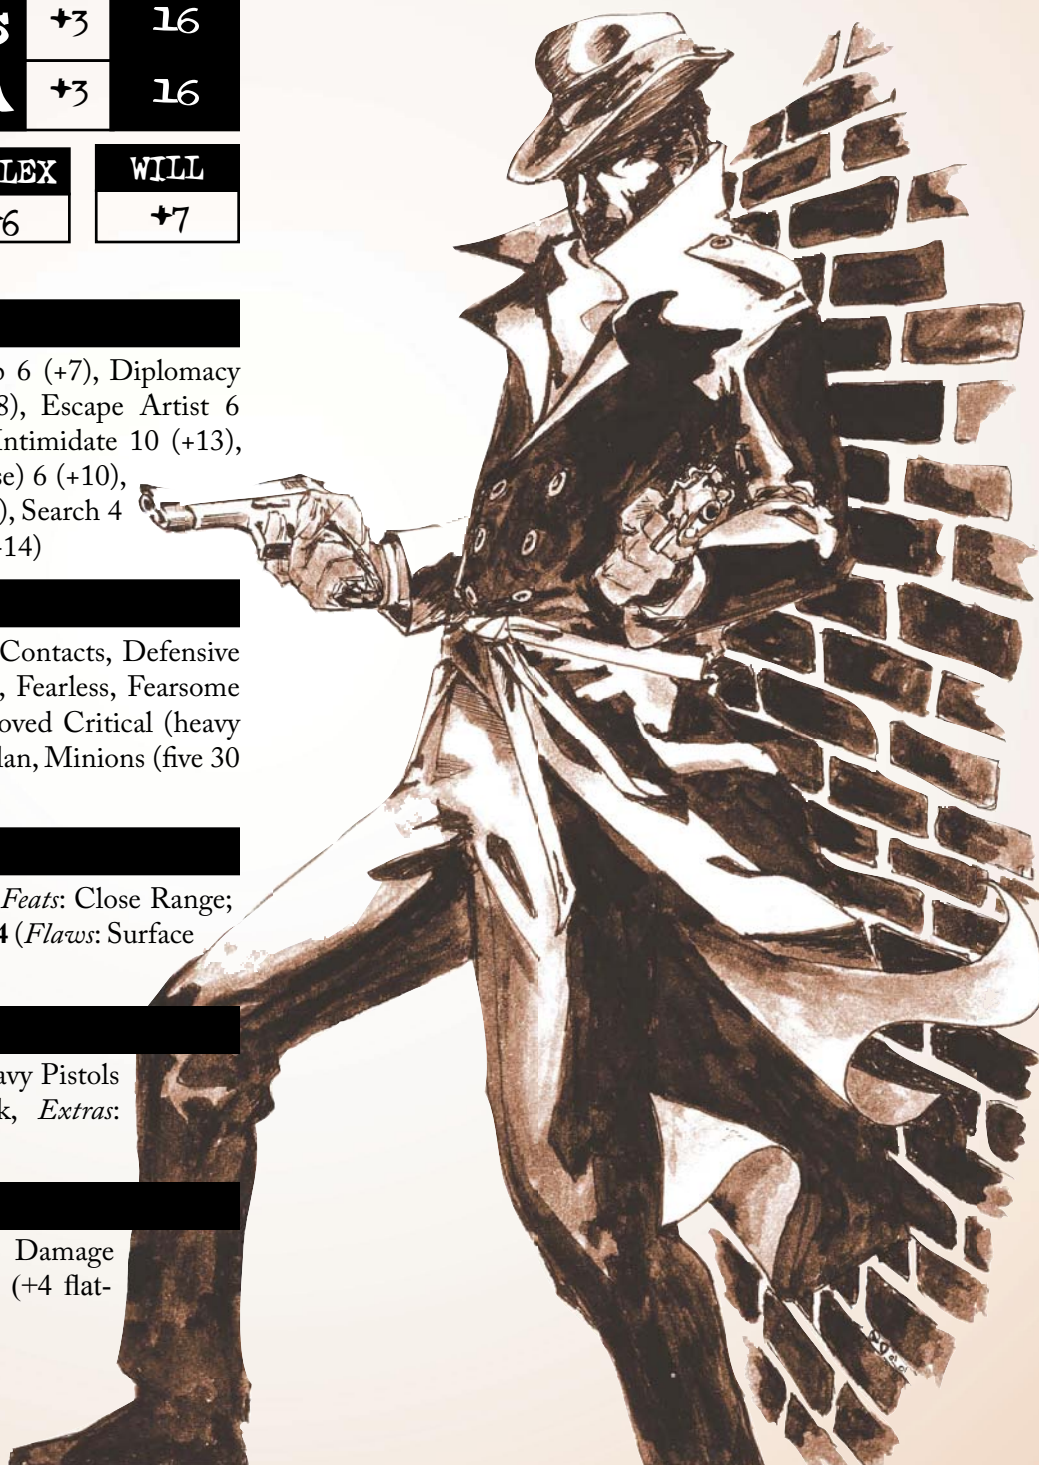 S +3 16
A +3 16
LEX WILL
6 +7
6 (+7), Diplomacy
8), Escape Artist 6
Intimidate 10 (+13),
se) 6 (+10),
), Search 4
14)
Contacts, Defensive
, Fearless, Fearsome
oved Critical (heavy
lan, Minions (five 30
Feats: Close Range;
4 (Flaws: Surface
avy Pistols
k, Extras:
Damage
(+4 flat-